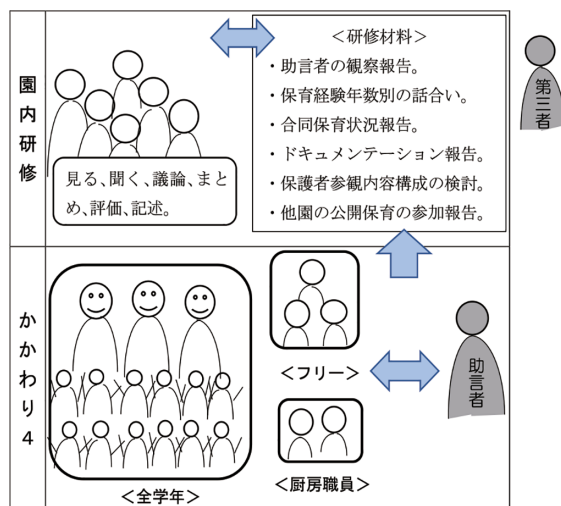 園内研修
見る、聞く、議論、まと
め、評価、記述。
＜研修材料＞
・助言者の観察報告。
・保育経験年数別の話合い。
・合同保育状況報告。
・ドキュメンテーション報告。
・保護者参観内容構成の検討。
・他園の公開保育の参加報告。
第三者
かかわり4
＜全学年＞
＜フリー＞
＜厨房職員＞
助言者